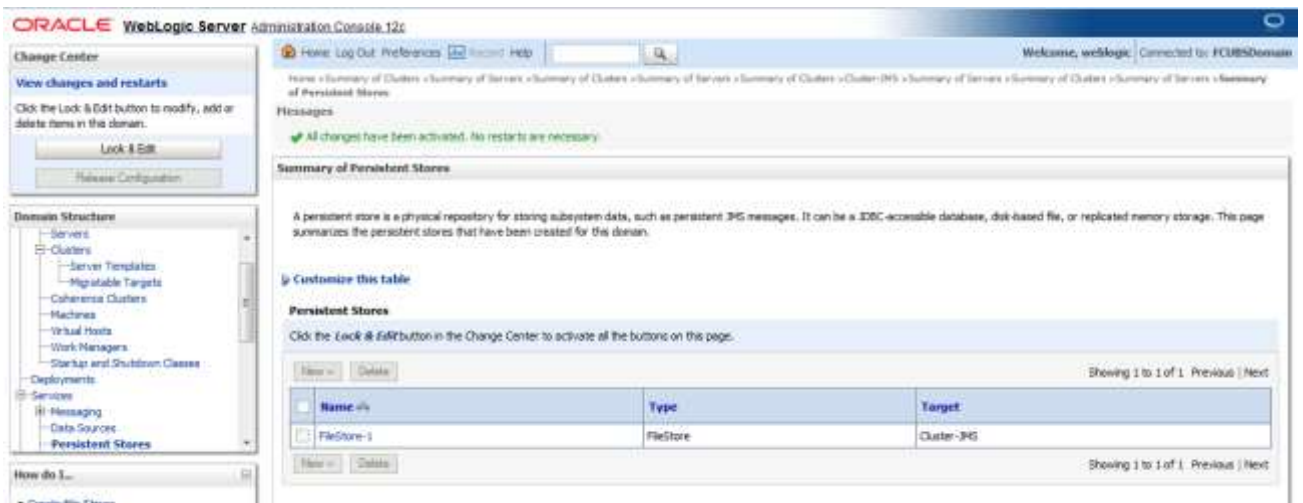 ORACLE WebLogic Server Administration Console 12c
Change Center
View changes and restarts
Click the Lock & Edit button to modify, add or
delete items in this domain.
Lock & Edit
Release Configuration
Domain Structure
Servers
Clusters
Server Templates
Migratable Targets
Coherence Clusters
Machines
Virtual Hosts
Work Managers
Startup and Shutdown Classes
Deployments
Services
Messaging
Data Sources
Persistent Stores
How do I...
Home Log Out Preferences Record Help
Welcome, weblogic Connected to: FCUBSDomain
Home >Summary of Clusters >Summary of Servers >Summary of Clusters >Summary of Servers >Summary of Clusters >Cluster-JMS >Summary of Servers >Summary of Clusters >Summary of Servers >Summary
of Persistent Stores
Messages
All changes have been activated. No restarts are necessary.
Summary of Persistent Stores
A persistent store is a physical repository for storing subsystem data, such as persistent JMS messages. It can be a JDBC-accessible database, disk-based file, or replicated memory storage. This page
summarizes the persistent stores that have been created for this domain.
Customize this table
Persistent Stores
Click the Lock & Edit button in the Change Center to activate all the buttons on this page.
New Delete
Showing 1 to 1 of 1 Previous | Next
Name Type Target
FileStore-1 FileStore Cluster-JMS
New Delete
Showing 1 to 1 of 1 Previous | Next